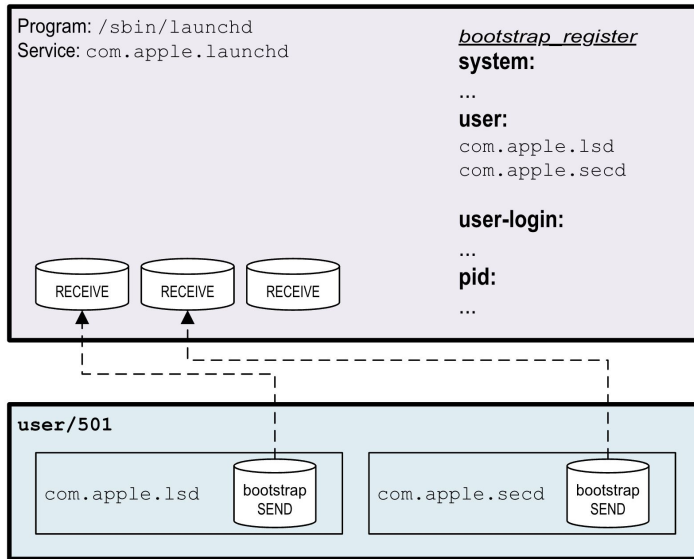 Program: /sbin/launchd
Service: com.apple.launchd
bootstrap_register
system:
...
user:
com.apple.lsd
com.apple.secd
user-login:
...
pid:
...
RECEIVE
RECEIVE
RECEIVE
user/501
com.apple.lsd
bootstrap
SEND
com.apple.secd
bootstrap
SEND